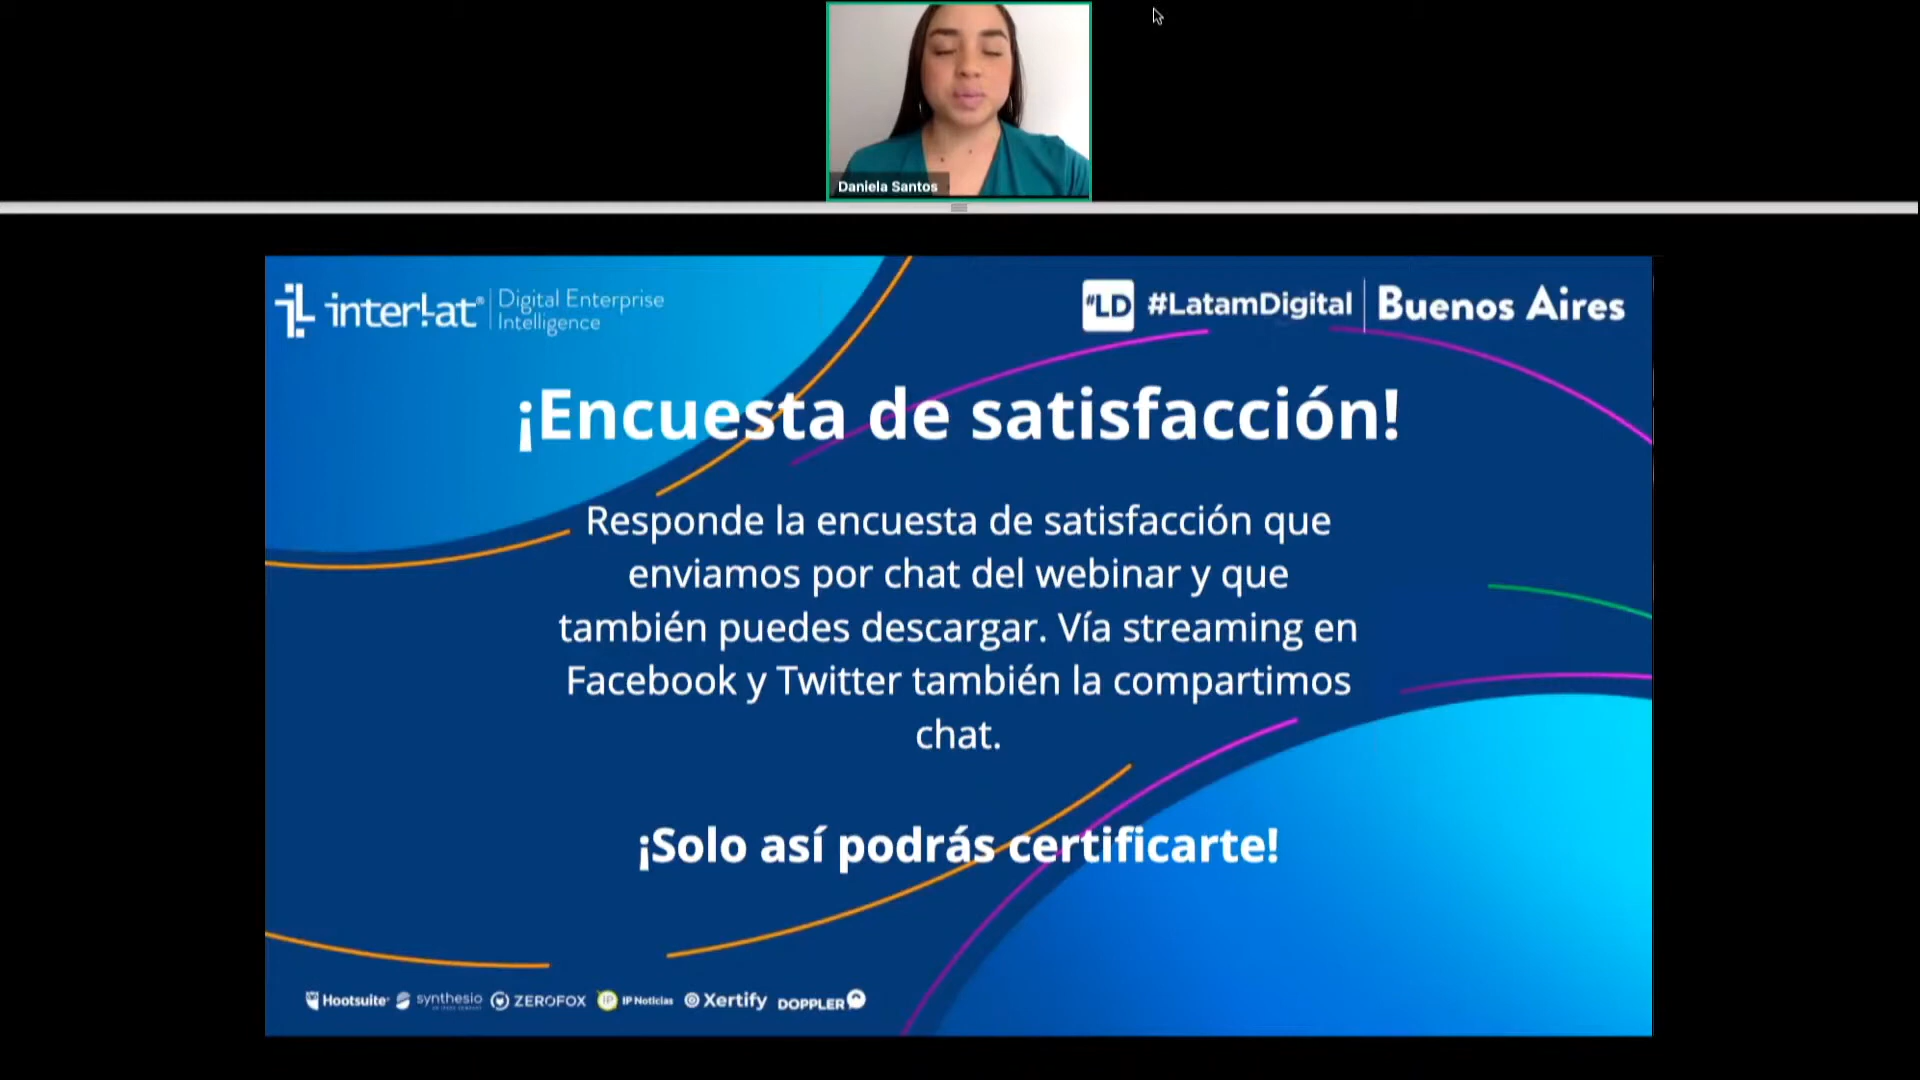 Daniela Santos
inter!at® Digital Enterprise Intelligence
#LD #LatamDigital Buenos Aires
¡Encuesta de satisfacción!
Responde la encuesta de satisfacción que
enviamos por chat del webinar y que
también puedes descargar. Vía streaming en
Facebook y Twitter también la compartimos
chat.
¡Solo así podrás certificarte!
Hootsuite synthesio ZEROFOX IP IP Noticias Xertify DOPPLER